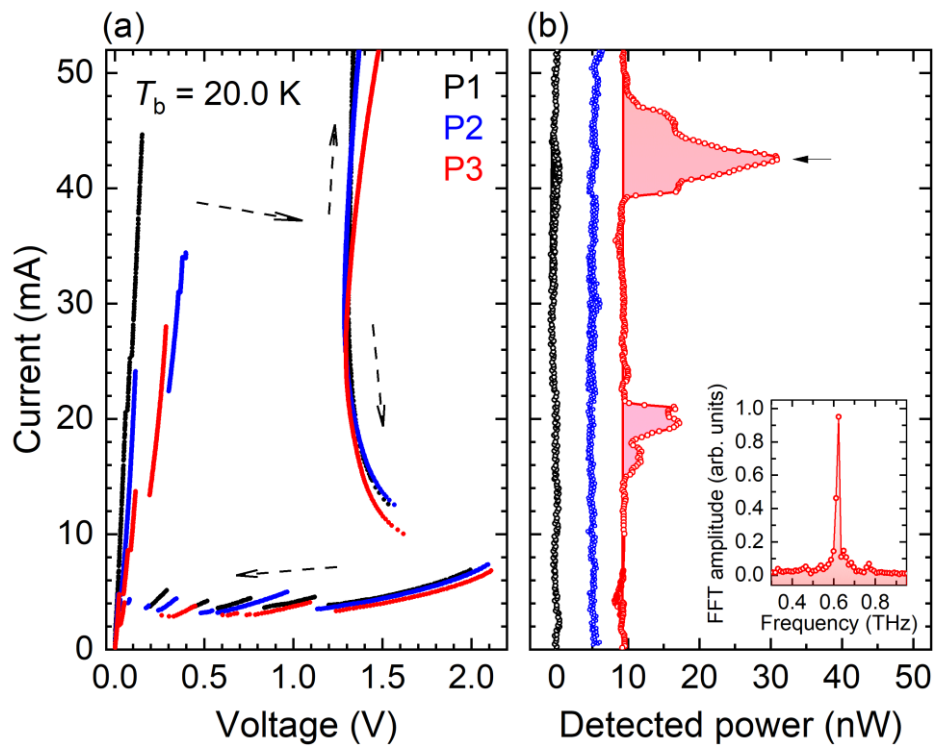 (a)
T_b = 20.0 K
P1
P2
P3
50
40
30
20
10
0
Current (mA)
0.0 0.5 1.0 1.5 2.0
Voltage (V)
(b)
1.0
0.8
0.6
0.4
0.2
0.0
FFT amplitude (arb. units)
0.4 0.6 0.8
Frequency (THz)
0 10 20 30 40 50
Detected power (nW)